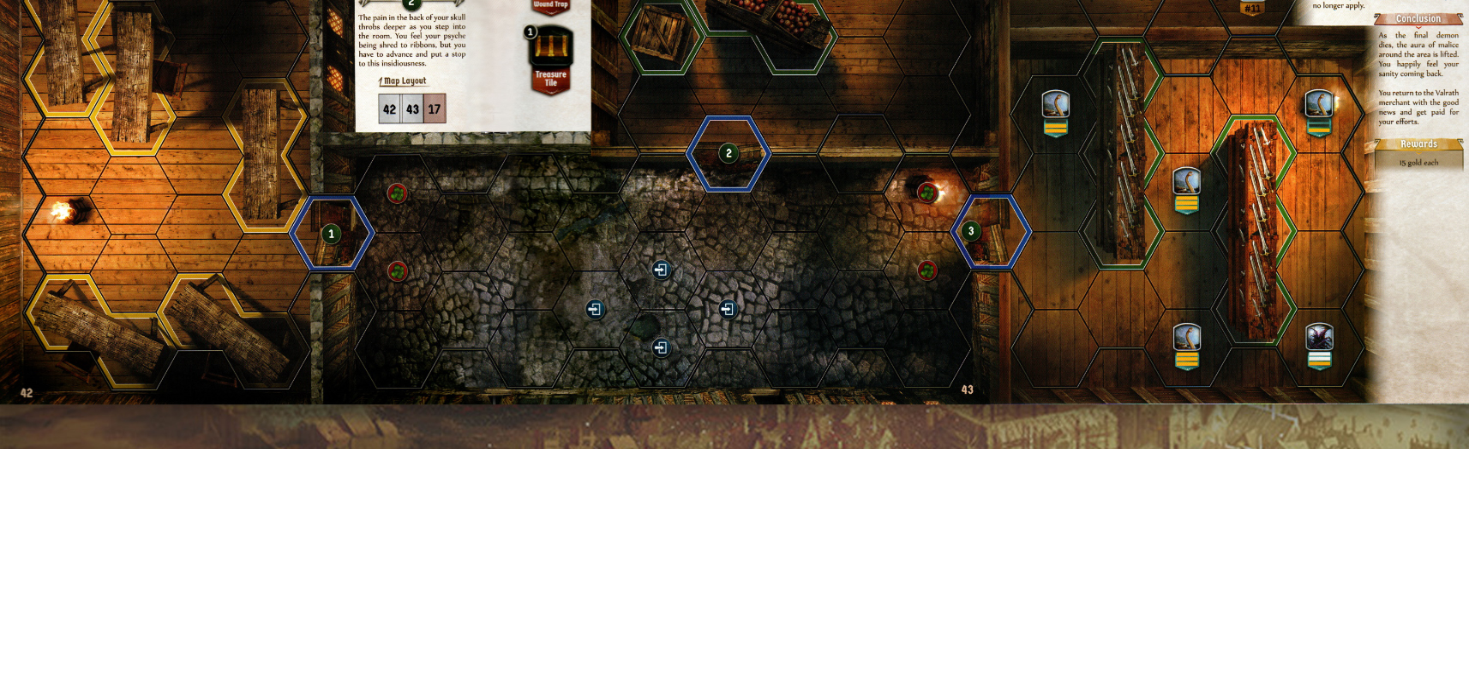 2
The pain in the back of your skull
throbs deeper as you step into
the room. You feel your psyche
being shred to ribbons, but you
have to advance and put a stop
to this insidiousness.
Map Layout
42 43 17
Wound Trap
1
Treasure
Tile
#11
no longer apply.
Conclusion
As the final demon
dies, the aura of malice
around the area is lifted.
You happily feel your
sanity coming back.
You return to the Valrath
merchant with the good
news and get paid for
your efforts.
Rewards
15 gold each
2
1
3
42
43